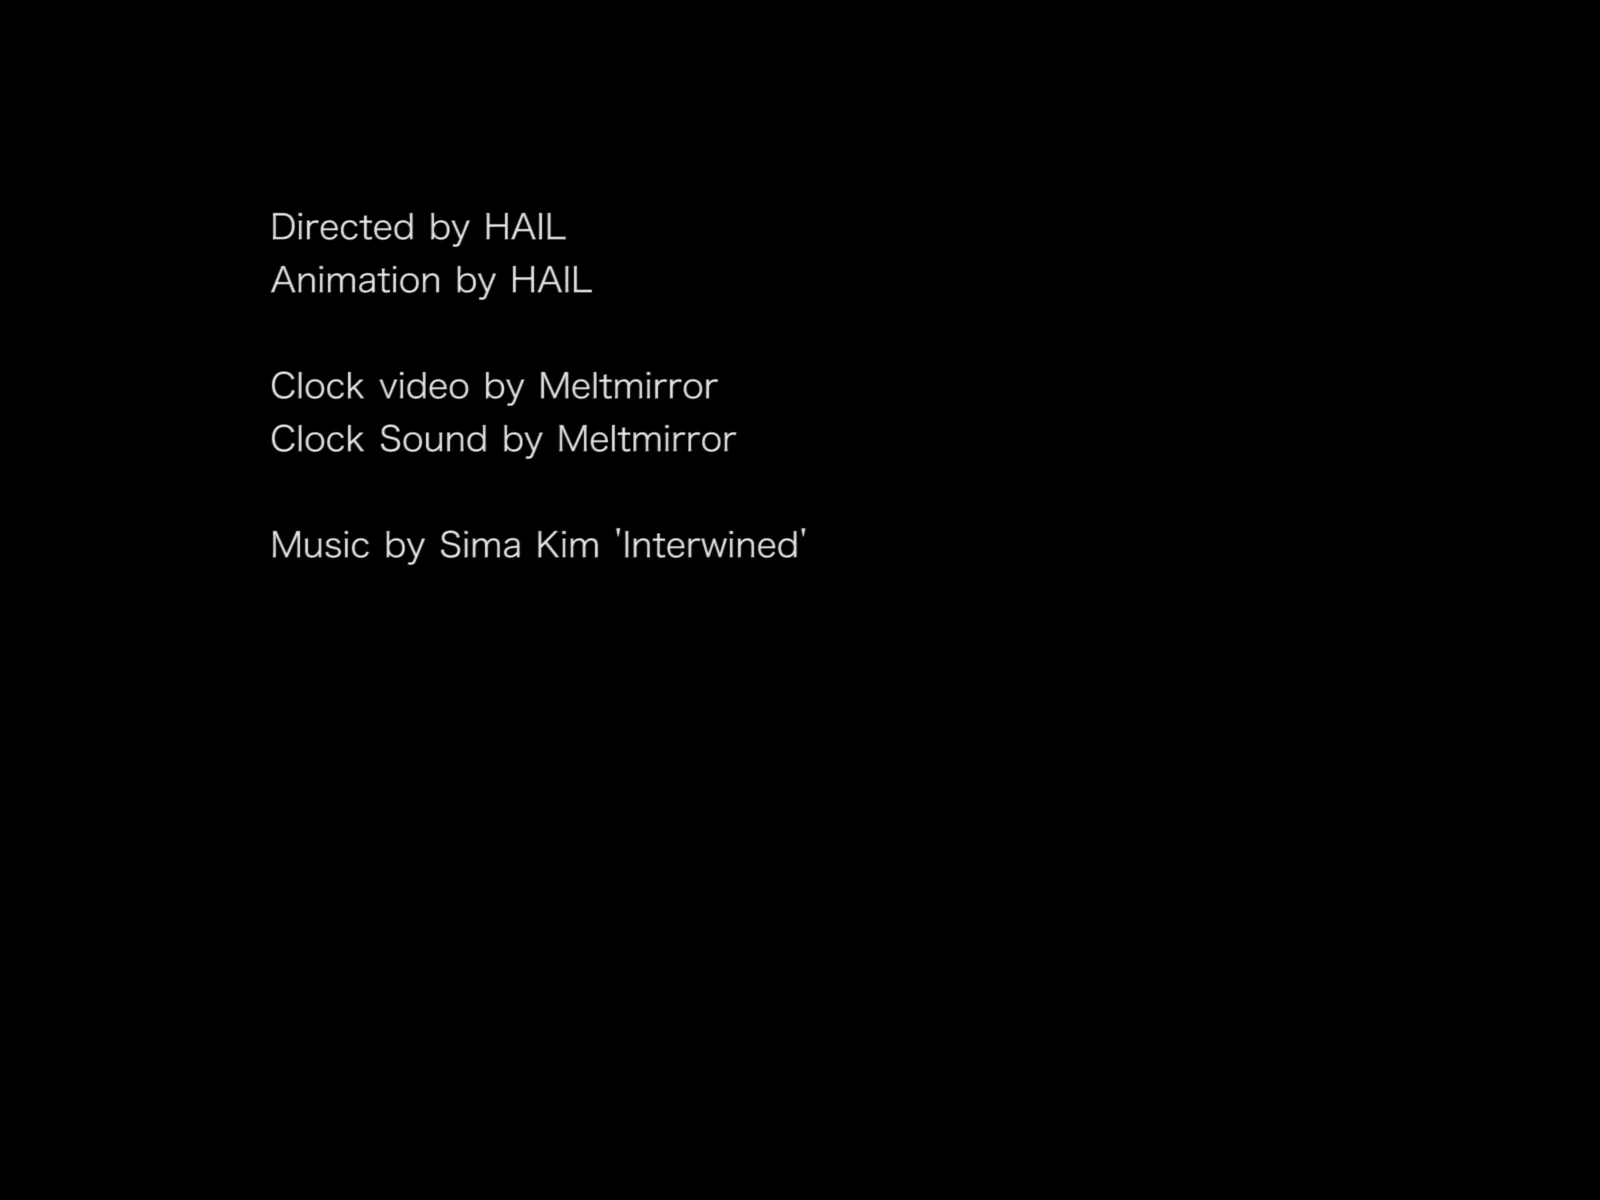 Directed by HAIL
Animation by HAIL
Clock video by Meltmirror
Clock Sound by Meltmirror
Music by Sima Kim 'Interwined'